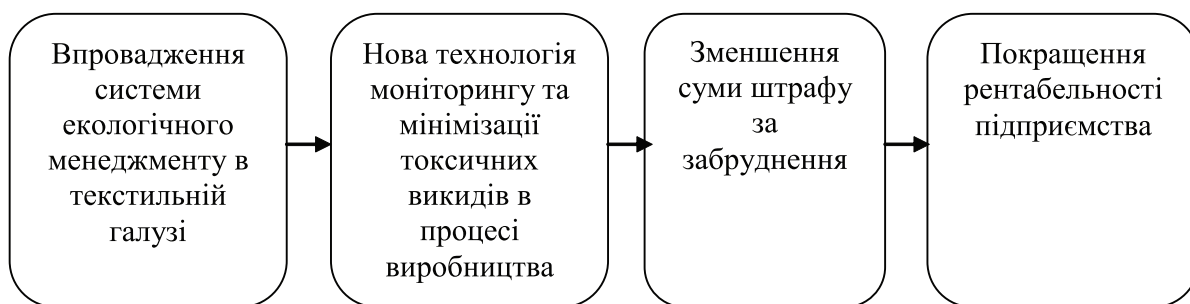 Впровадження
системи
екологічного
менеджменту в
текстильній
галузі
Нова технологія
моніторингу та
мінімізації
токсичних
викидів в
процесі
виробництва
Зменшення
суми штрафу
за
забруднення
Покращення
рентабельності
підприємства